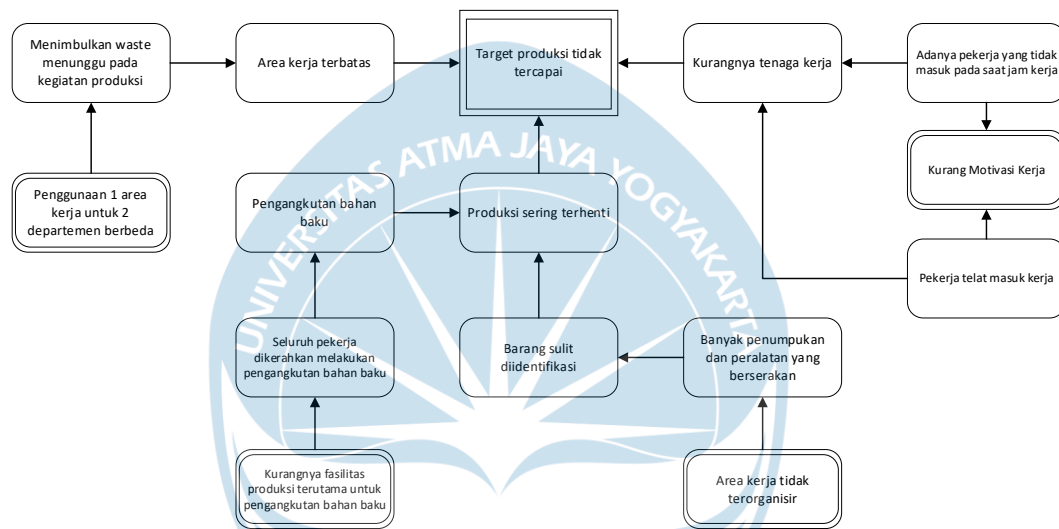 Menimbulkan waste
menunggu pada
kegiatan produksi
Area kerja terbatas
Target produksi tidak
tercapai
Kurangnya tenaga kerja
Adanya pekerja yang tidak
masuk pada saat jam kerja
Penggunaan 1 area
kerja untuk 2
departemen berbeda
Pengangkutan bahan
baku
Produksi sering terhenti
Kurang Motivasi Kerja
Pekerja telat masuk kerja
Seluruh pekerja
dikerahkan melakukan
pengangkutan bahan baku
Barang sulit
diidentifikasi
Banyak penumpukan
dan peralatan yang
berserakan
Kurangnya fasilitas
produksi terutama untuk
pengangkutan bahan baku
Area kerja tidak
terorganisir
UNIVERSITAS ATMA JAYA YOGYAKARTA